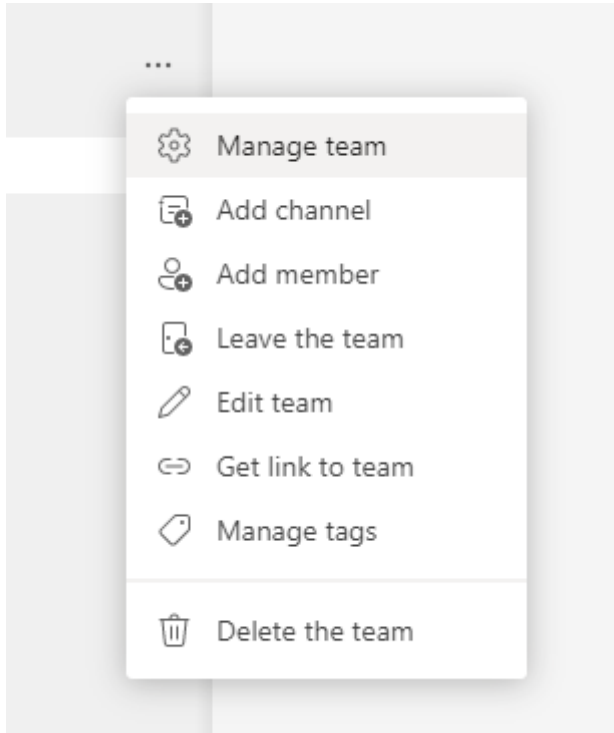 ...
Manage team
Add channel
Add member
Leave the team
Edit team
Get link to team
Manage tags
Delete the team